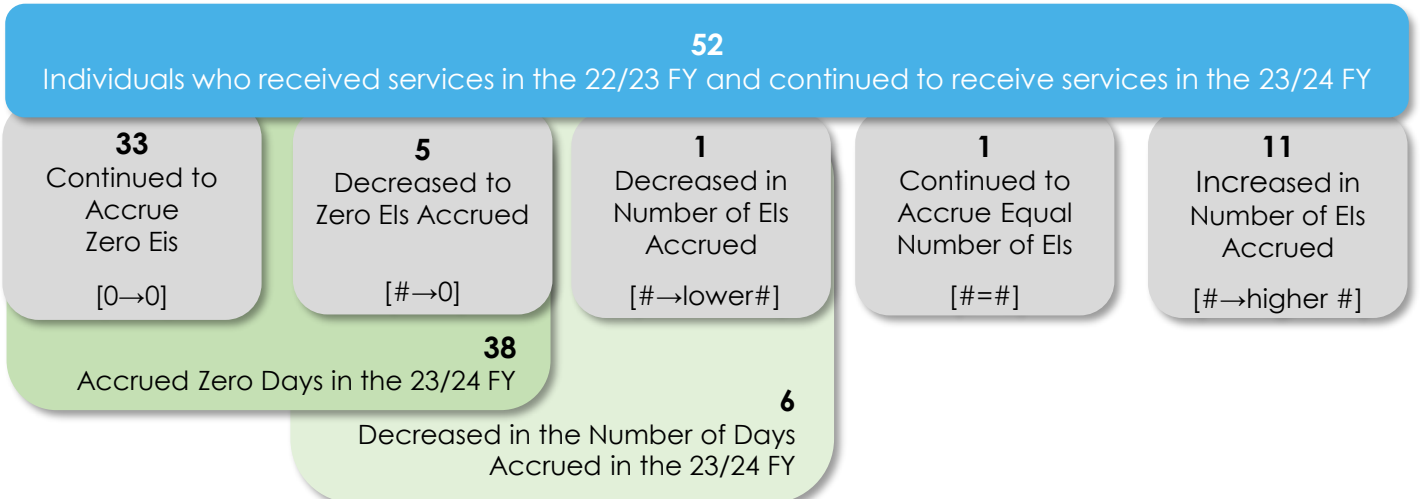 52
Individuals who received services in the 22/23 FY and continued to receive services in the 23/24 FY
33
Continued to
Accrue
Zero Eis
[0→0]
5
Decreased to
Zero EIs Accrued
[#→0]
1
Decreased in
Number of EIs
Accrued
[#→lower#]
1
Continued to
Accrue Equal
Number of EIs
[#=#]
11
Increased in
Number of EIs
Accrued
[#→higher #]
38
Accrued Zero Days in the 23/24 FY
6
Decreased in the Number of Days
Accrued in the 23/24 FY